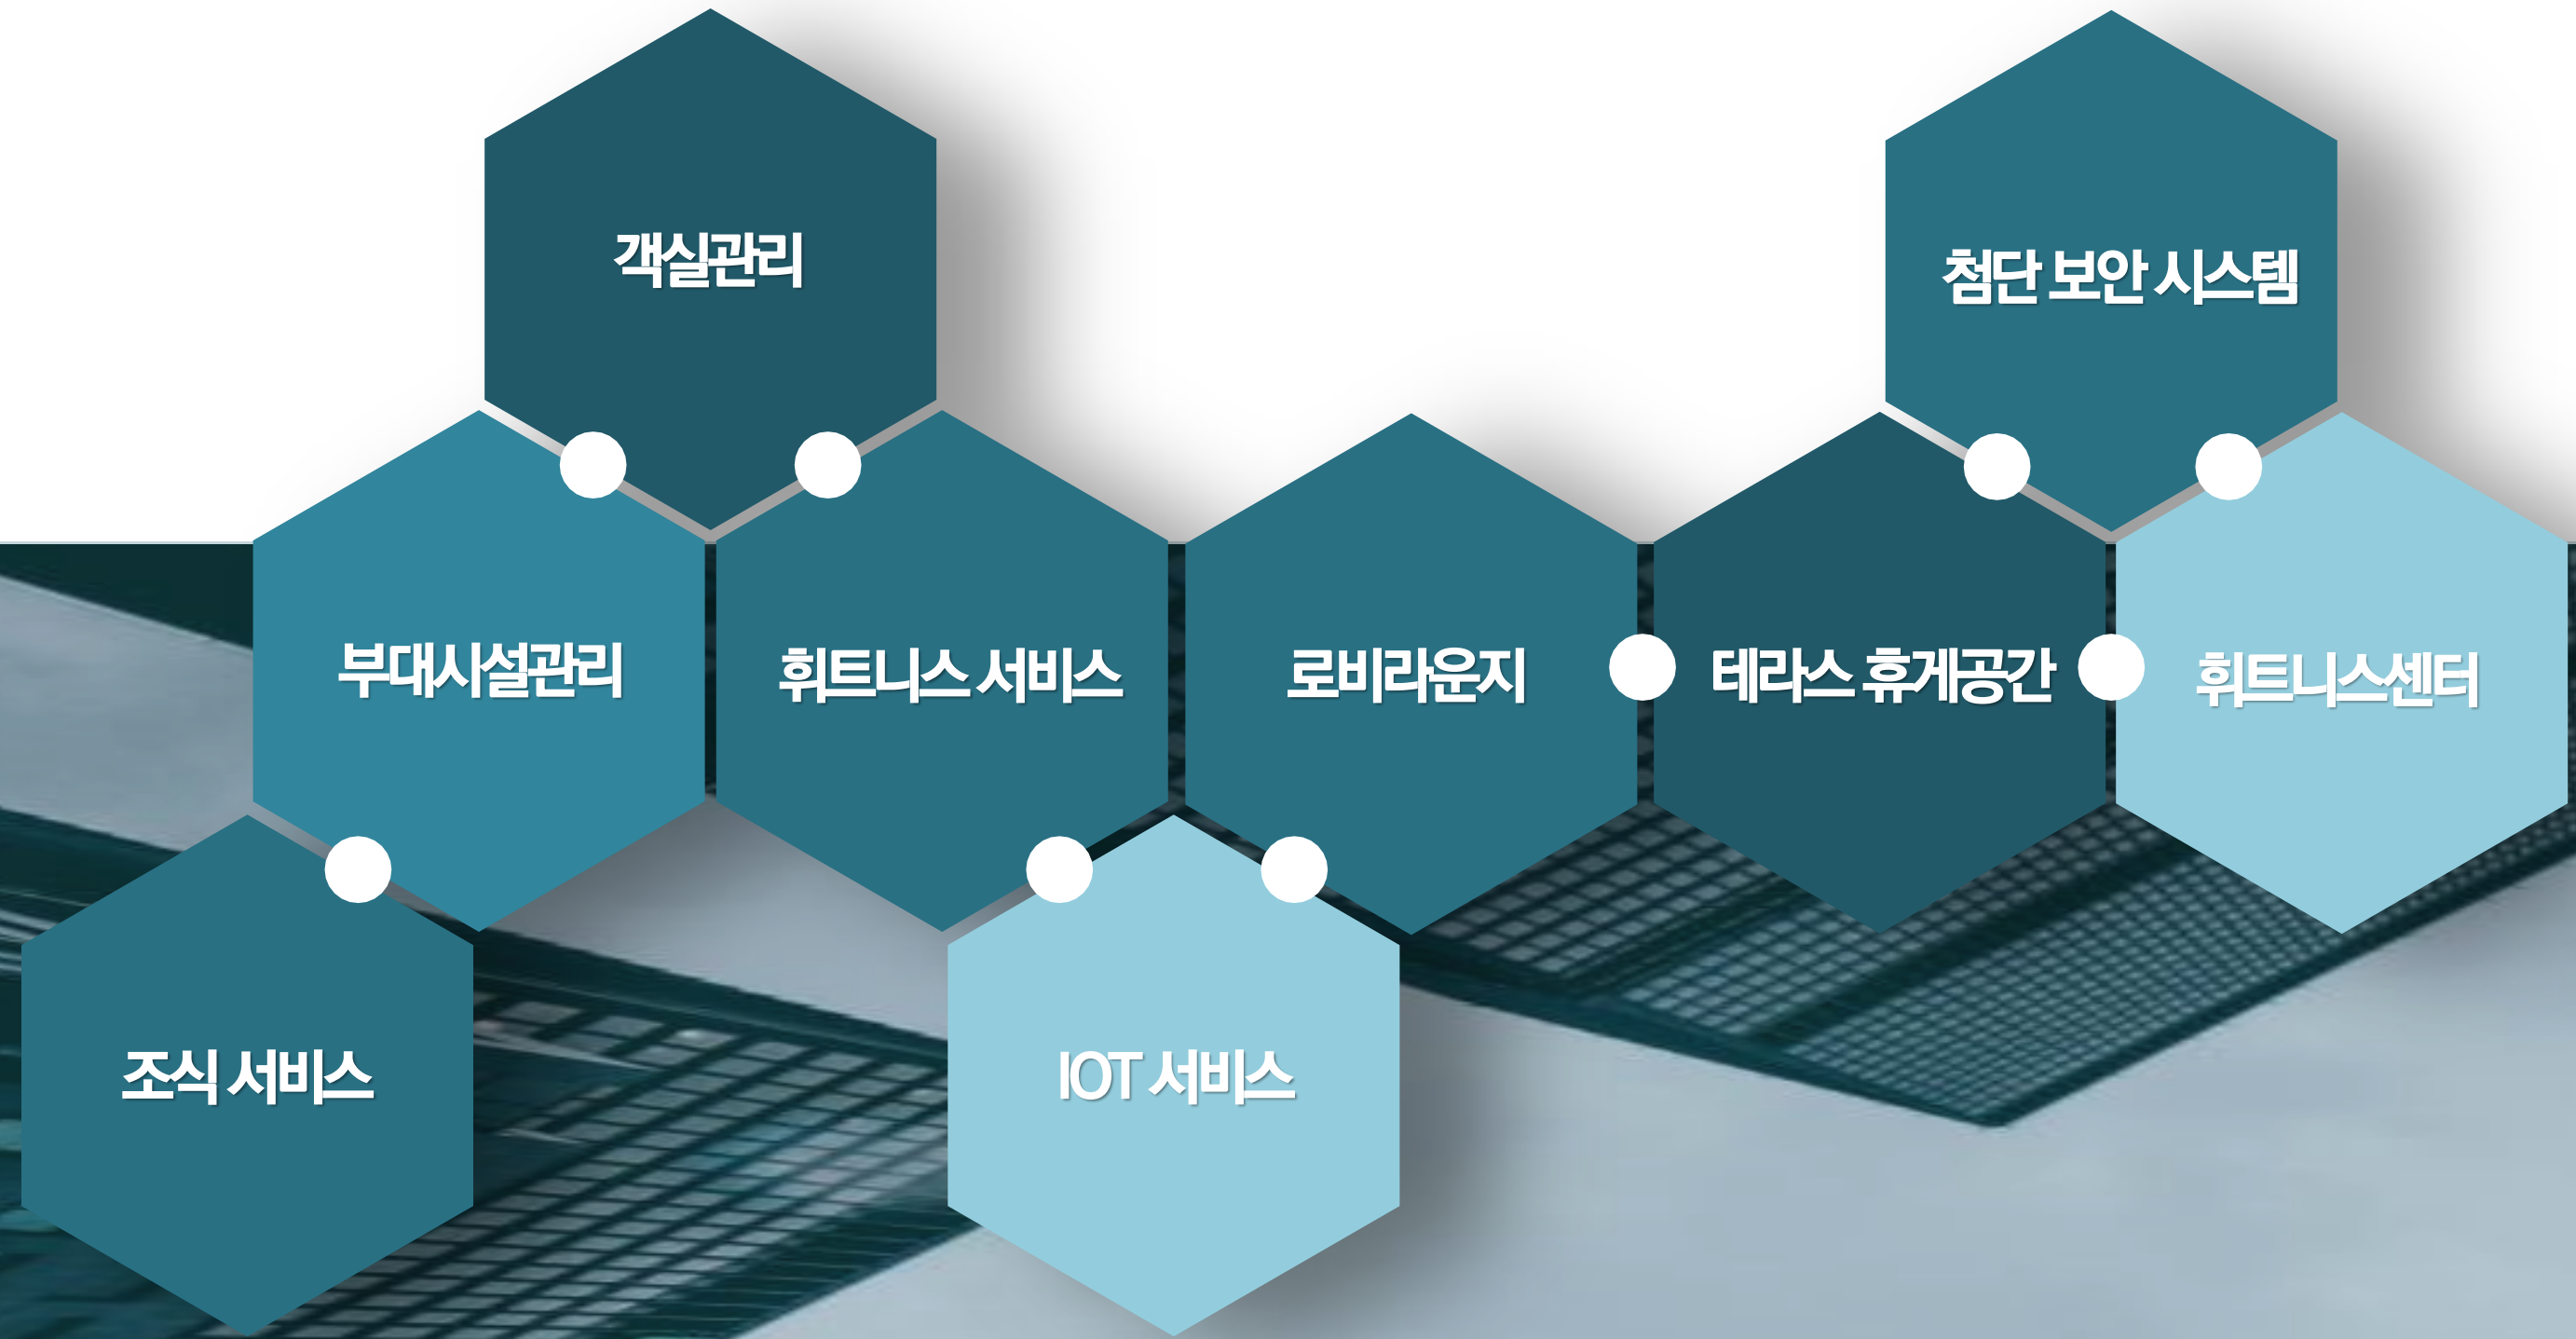 객실관리
첨단 보안 시스템
부대시설관리
휘트니스 서비스
로비라운지
테라스 휴게공간
휘트니스센터
조식 서비스
IOT 서비스